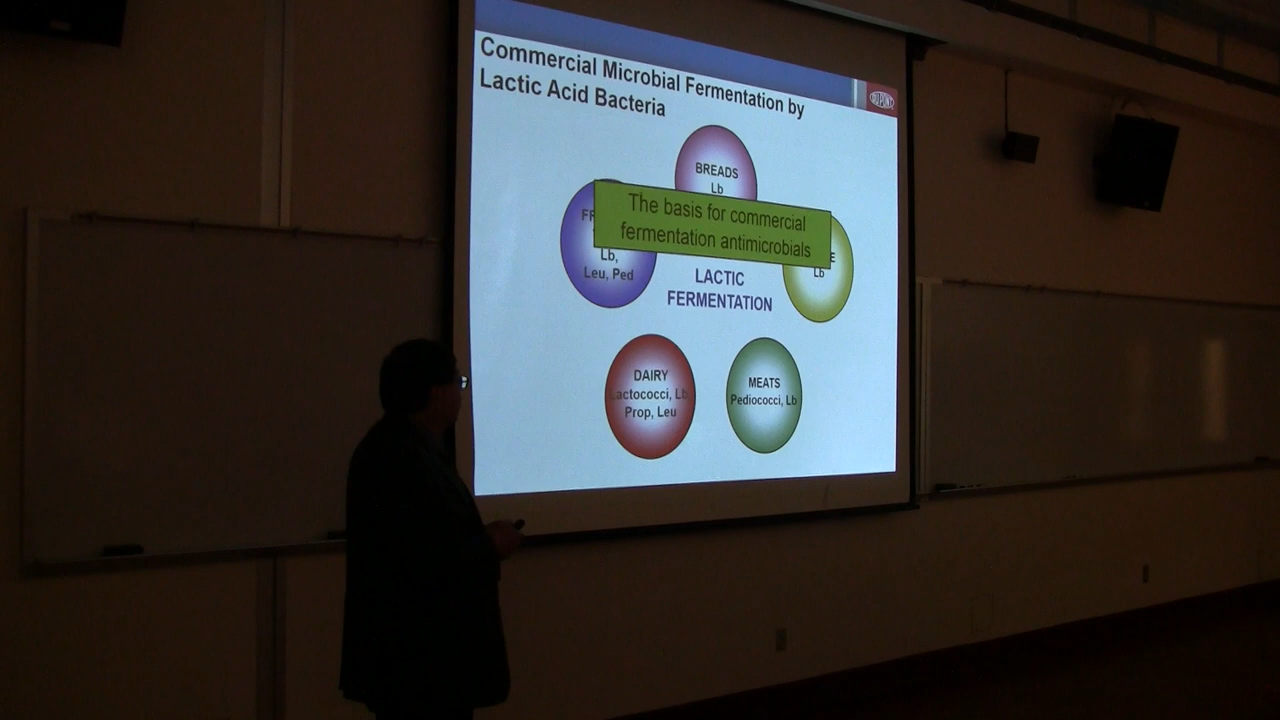 Commercial Microbial Fermentation by
Lactic Acid Bacteria
DUPONT
BREADS
Lb
The basis for commercial
fermentation antimicrobials
Lb,
Leu, Ped
Lb
LACTIC
FERMENTATION
DAIRY
Lactococci, Lb
Prop, Leu
MEATS
Pediococci, Lb